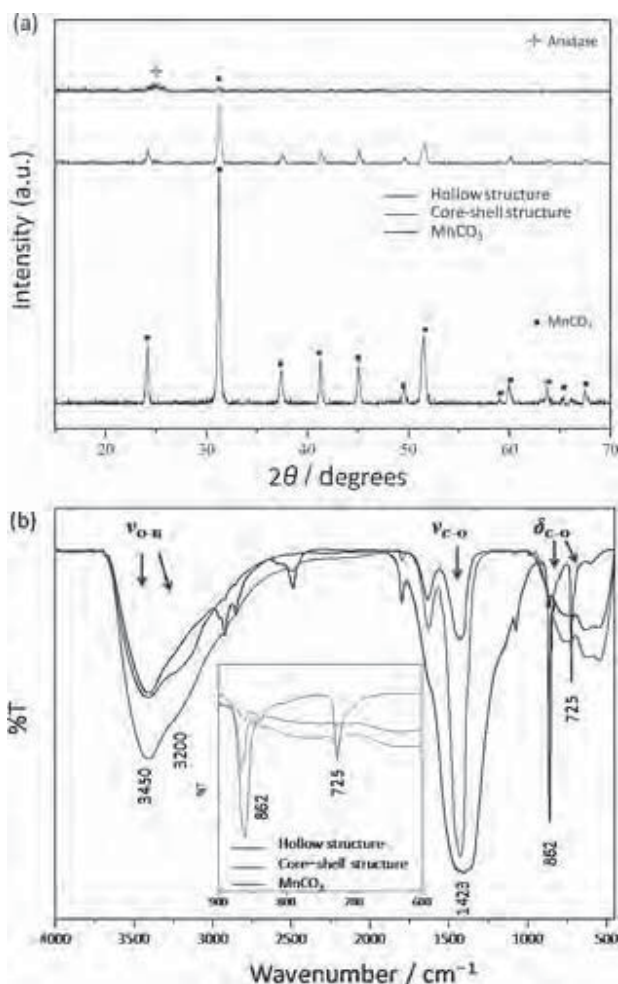 (a)
Anatase
Intensity (a.u.)
Hollow structure
Core-shell structure
MnCO3
MnCO3
20 30 40 50 60 70
2θ / degrees
(b)
νO-H
νC-O
δC-O
%T
3450
3200
1423
862
725
%T
862
725
Hollow structure
Core-shell structure
MnCO3
900 800 700 600
4000 3500 3000 2500 2000 1500 1000 500
Wavenumber / cm⁻¹